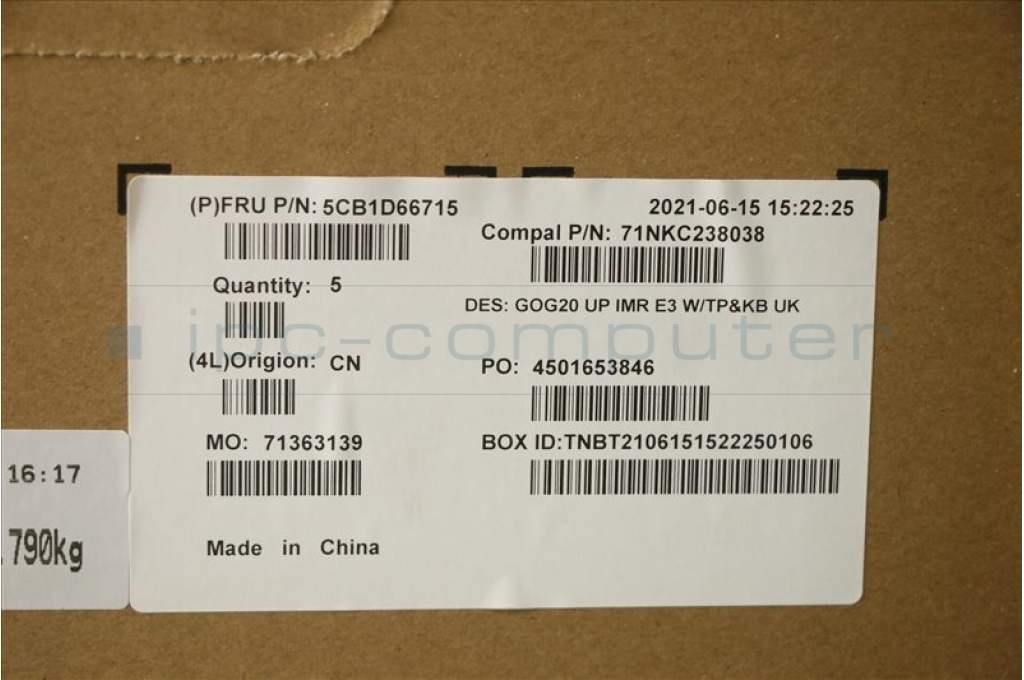 (P)FRU P/N: 5CB1D66715
2021-06-15 15:22:25
Compal P/N: 71NKC238038
Quantity: 5
DES: GOG20 UP IMR E3 W/TP&KB UK
ipc-computer
(4L)Origion: CN
PO: 4501653846
MO: 71363139
BOX ID:TNBT2106151522250106
16:17
.790kg
Made in China